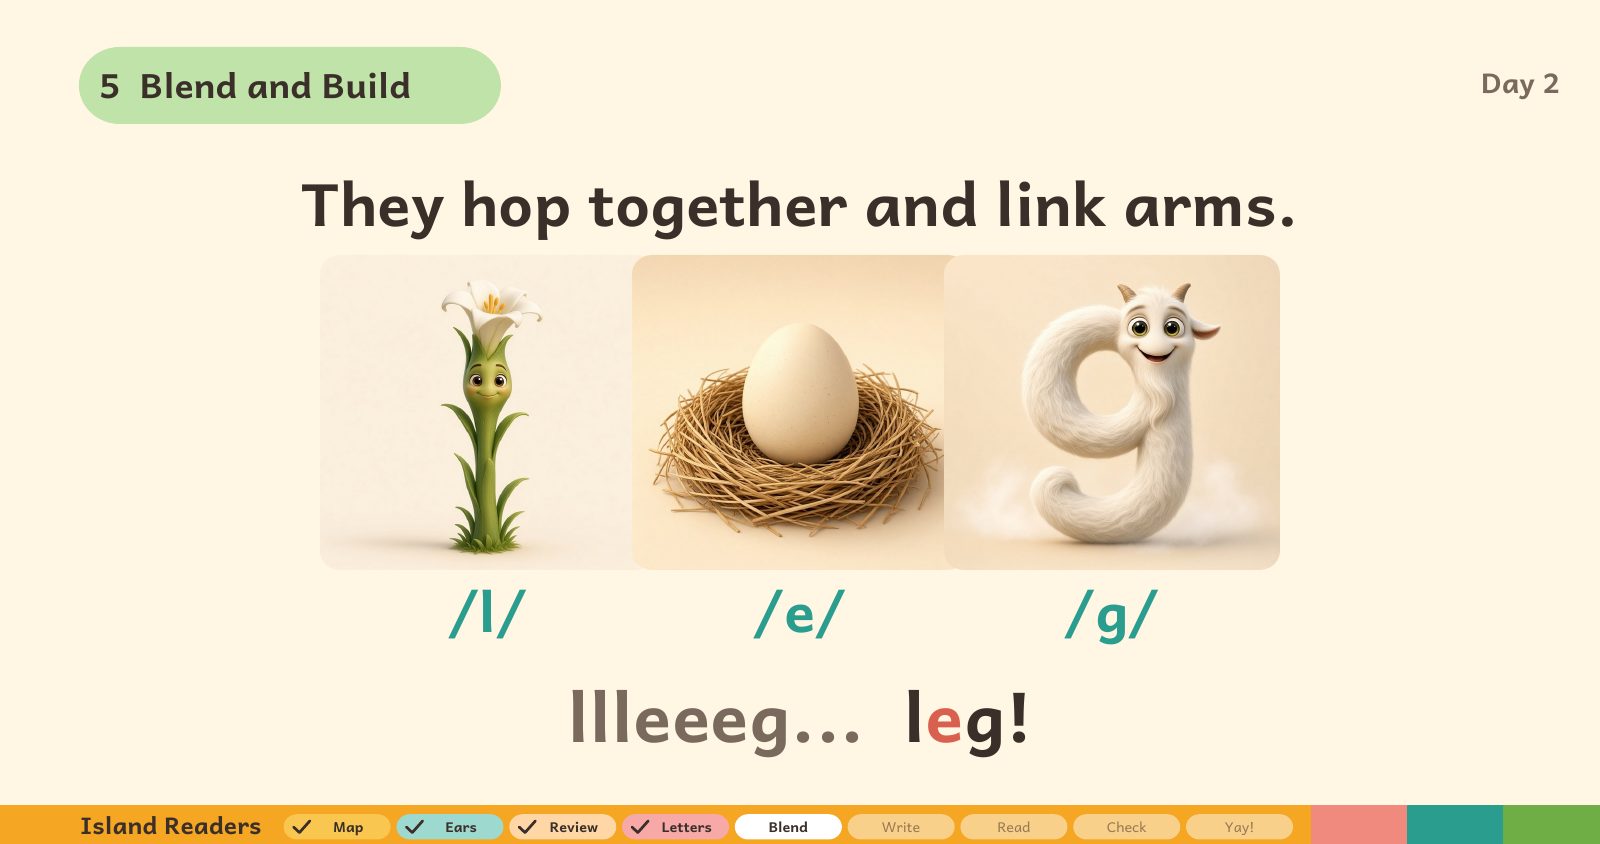 5 Blend and Build
Day 2
They hop together and link arms.
/l/ /e/ /g/
llleeeg... leg!
Island Readers Map Ears Review Letters Blend Write Read Check Yay!